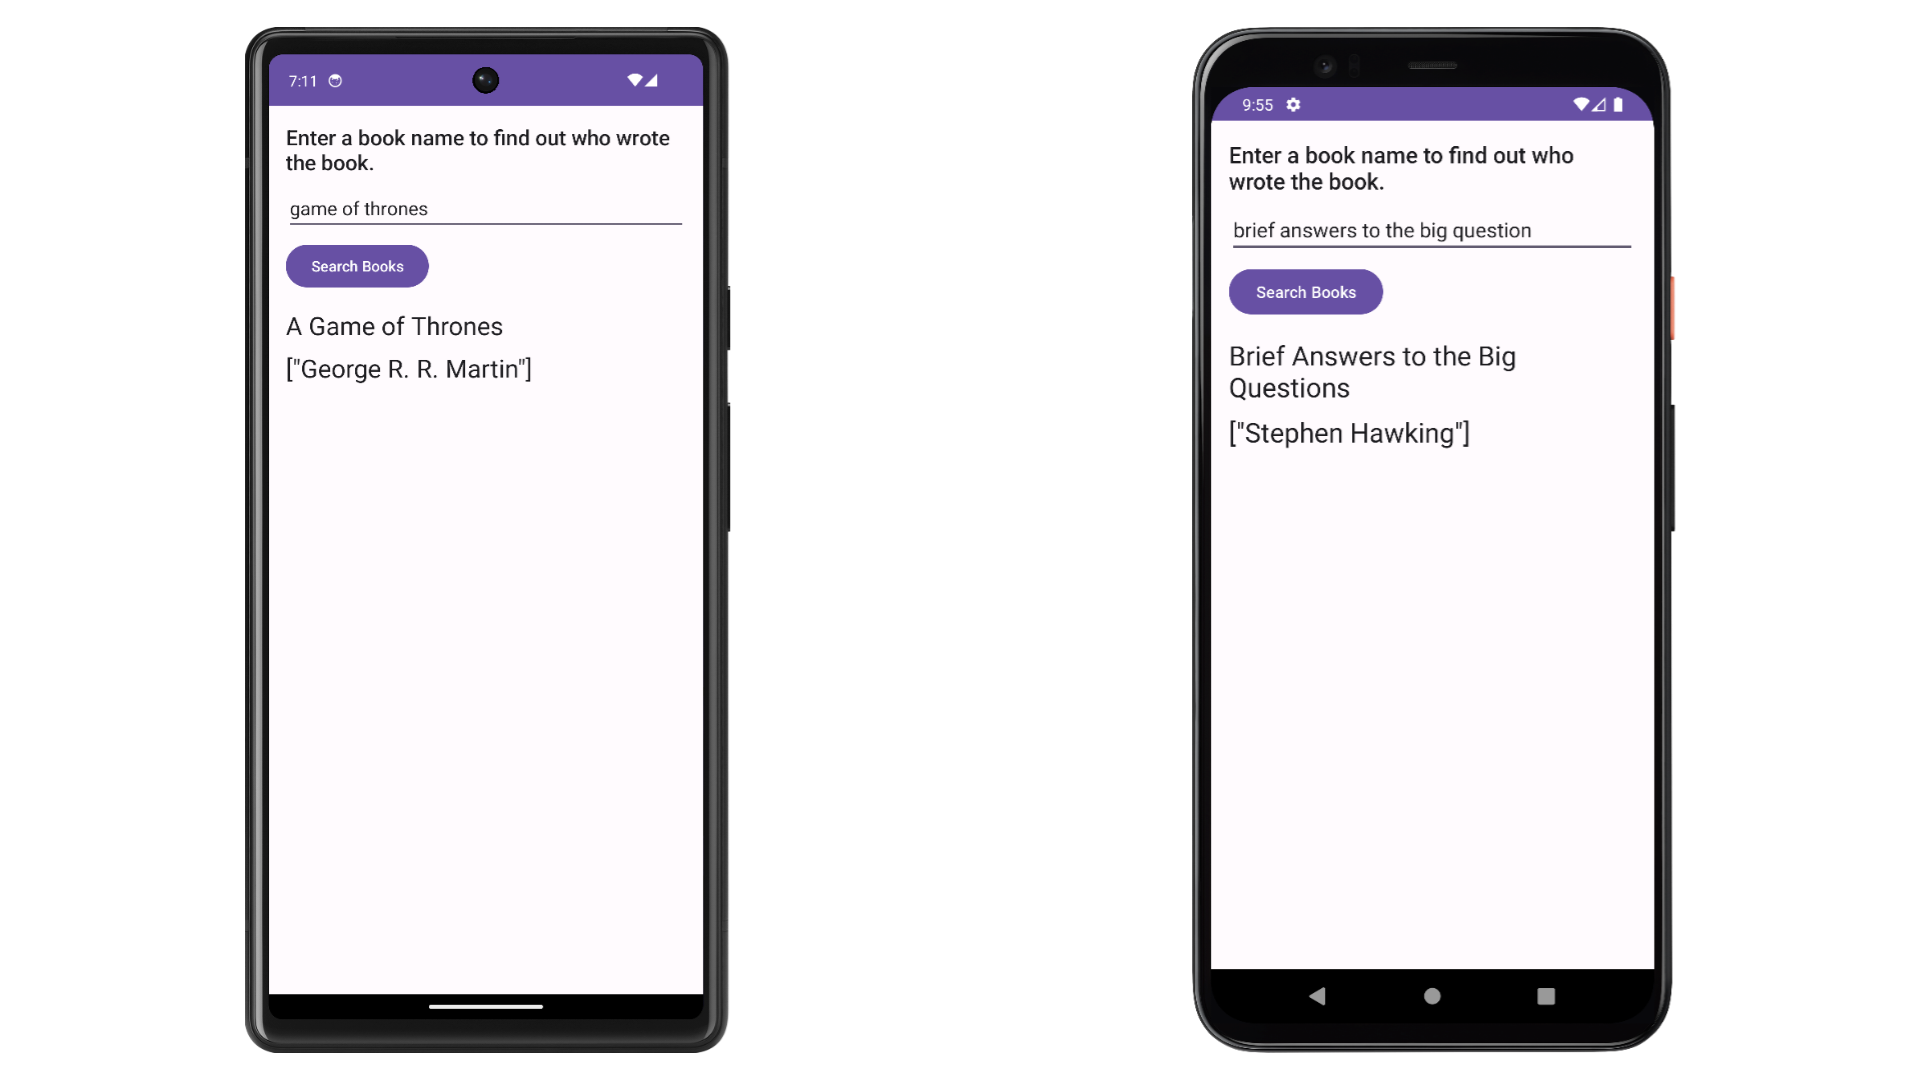 7:11
Enter a book name to find out who wrote
the book.
game of thrones
Search Books
A Game of Thrones
["George R. R. Martin"]
9:55
Enter a book name to find out who
wrote the book.
brief answers to the big question
Search Books
Brief Answers to the Big
Questions
["Stephen Hawking"]